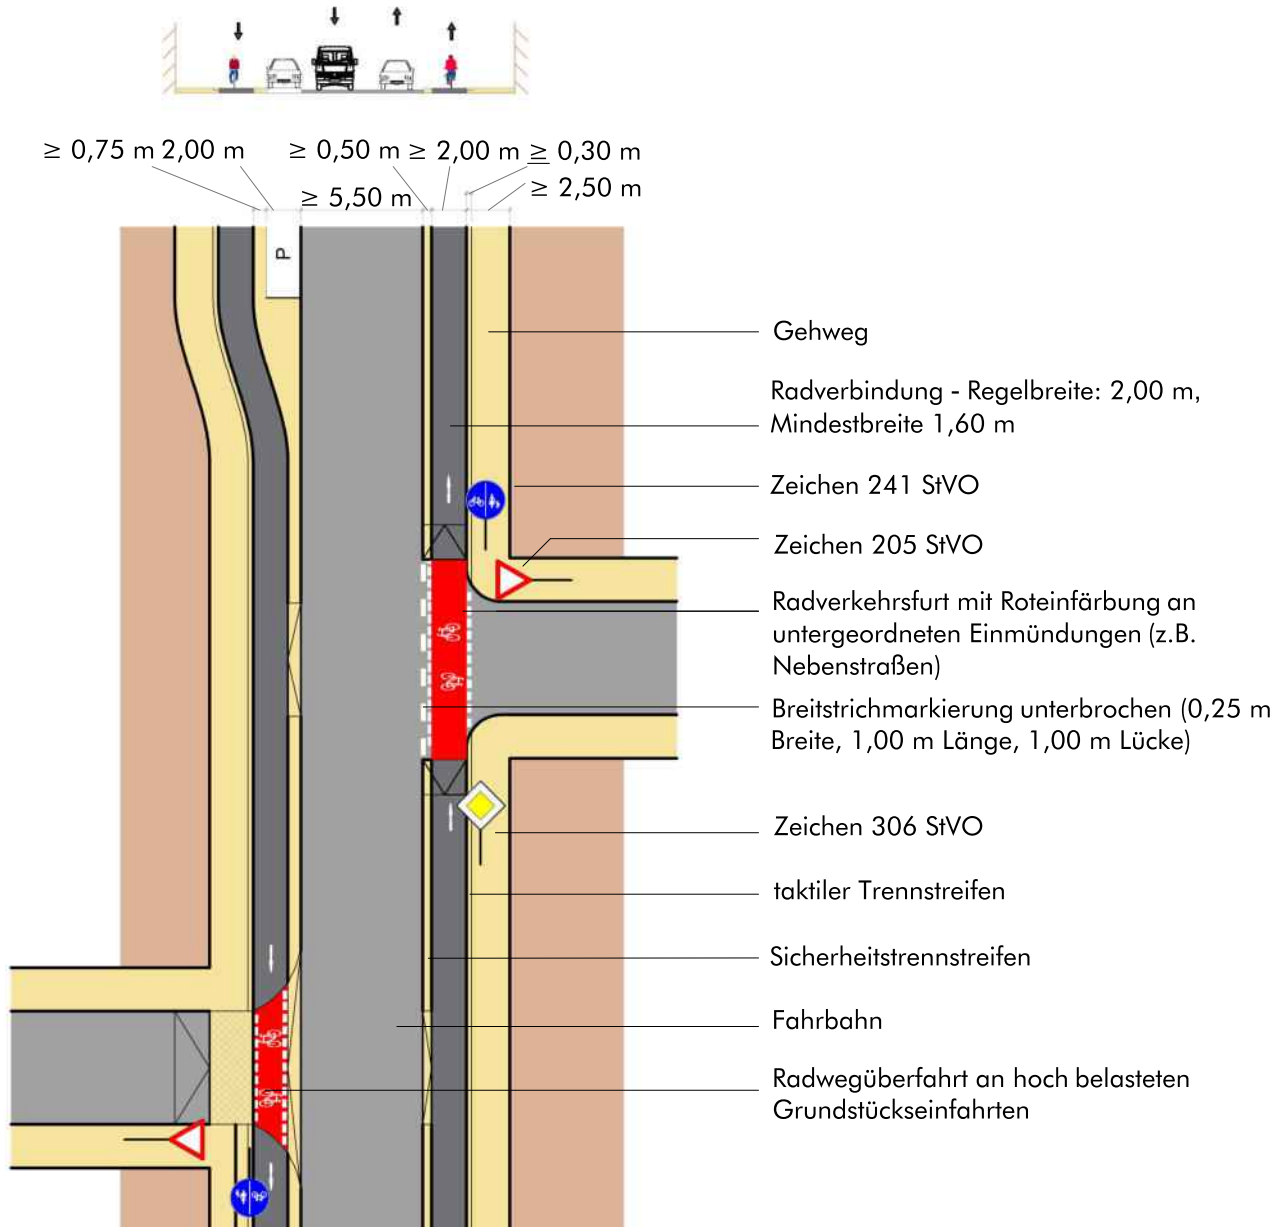 ≥ 0,75 m 2,00 m ≥ 0,50 m ≥ 2,00 m ≥ 0,30 m
≥ 5,50 m ≥ 2,50 m
P
Gehweg
Radverbindung - Regelbreite: 2,00 m,
Mindestbreite 1,60 m
Zeichen 241 StVO
Zeichen 205 StVO
Radverkehrsfurt mit Roteinfärbung an
untergeordneten Einmündungen (z.B.
Nebenstraßen)
Breitstrichmarkierung unterbrochen (0,25 m
Breite, 1,00 m Länge, 1,00 m Lücke)
Zeichen 306 StVO
taktiler Trennstreifen
Sicherheitstrennstreifen
Fahrbahn
Radwegüberfahrt an hoch belasteten
Grundstückseinfahrten